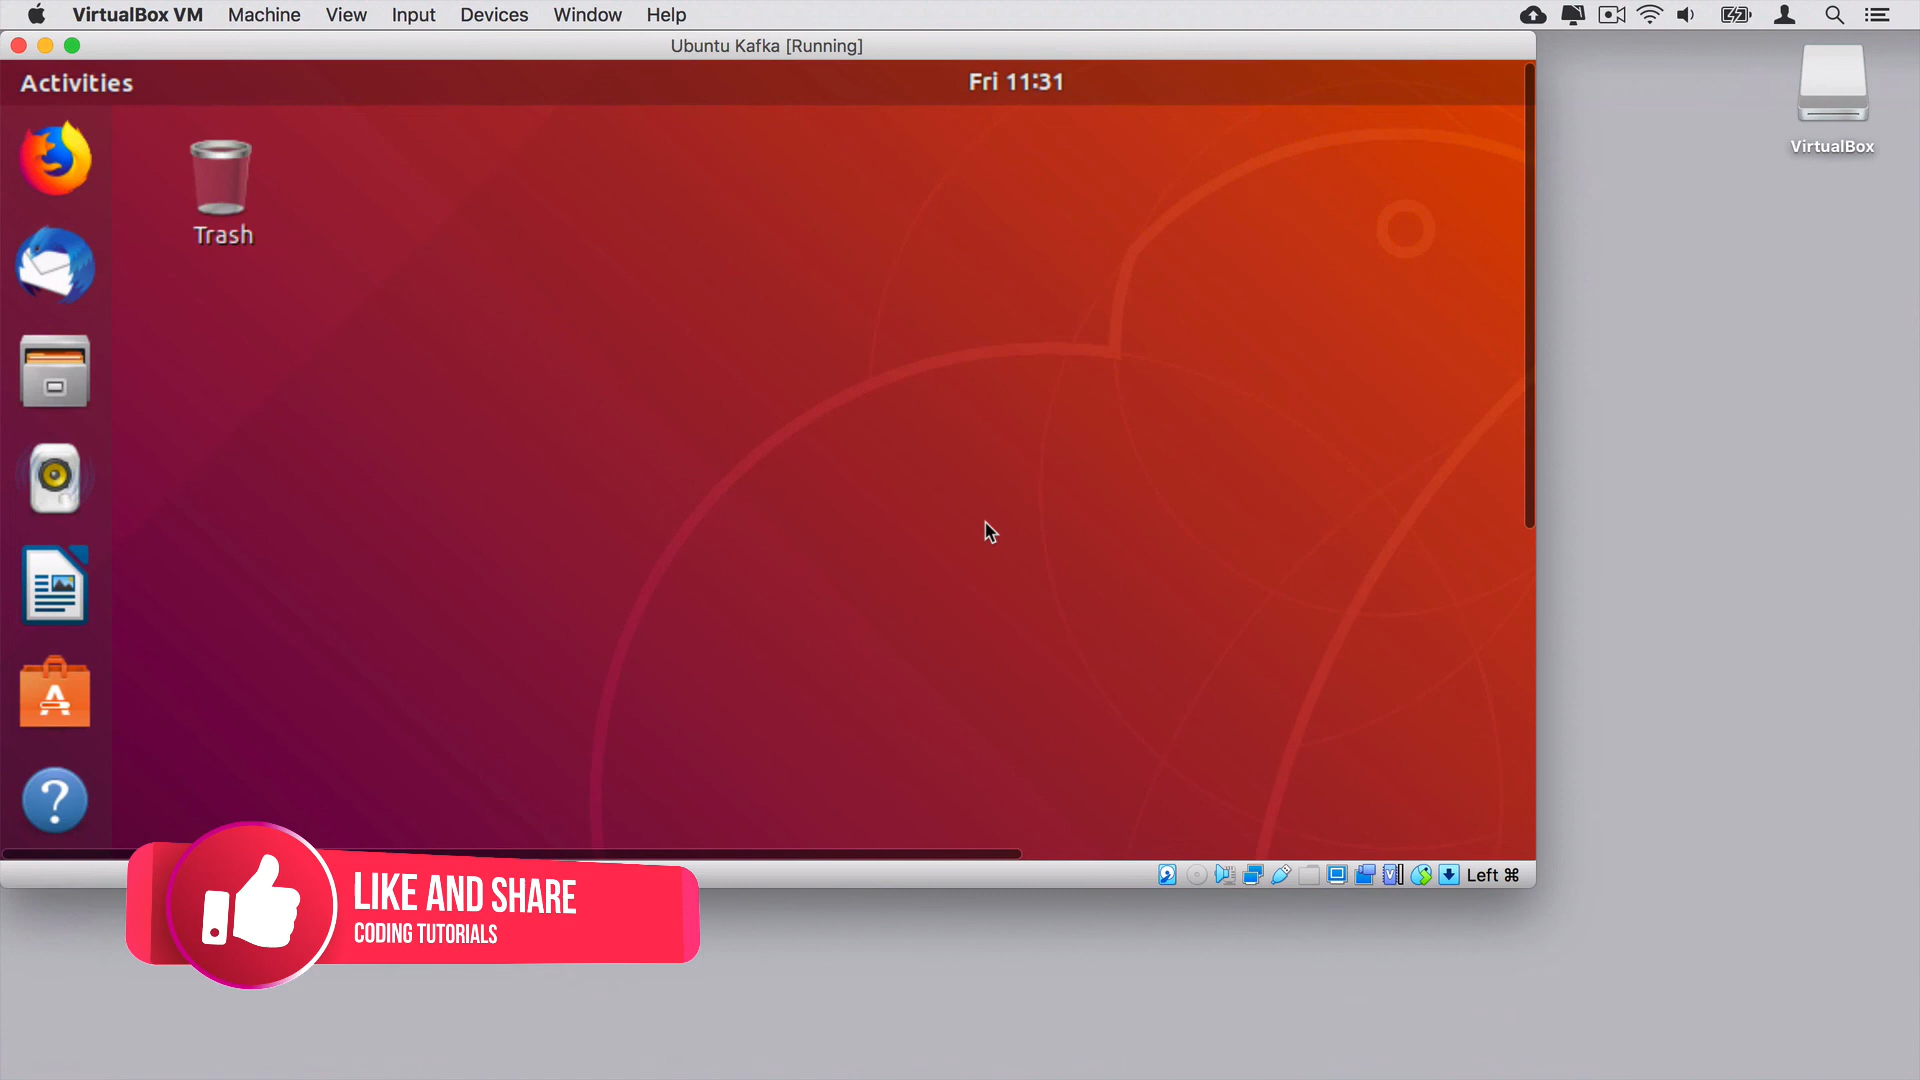 VirtualBox VM Machine View Input Devices Window Help
Ubuntu Kafka [Running]
Activities
Fri 11:31
VirtualBox
Trash
Left ⌘
LIKE AND SHARE
CODING TUTORIALS